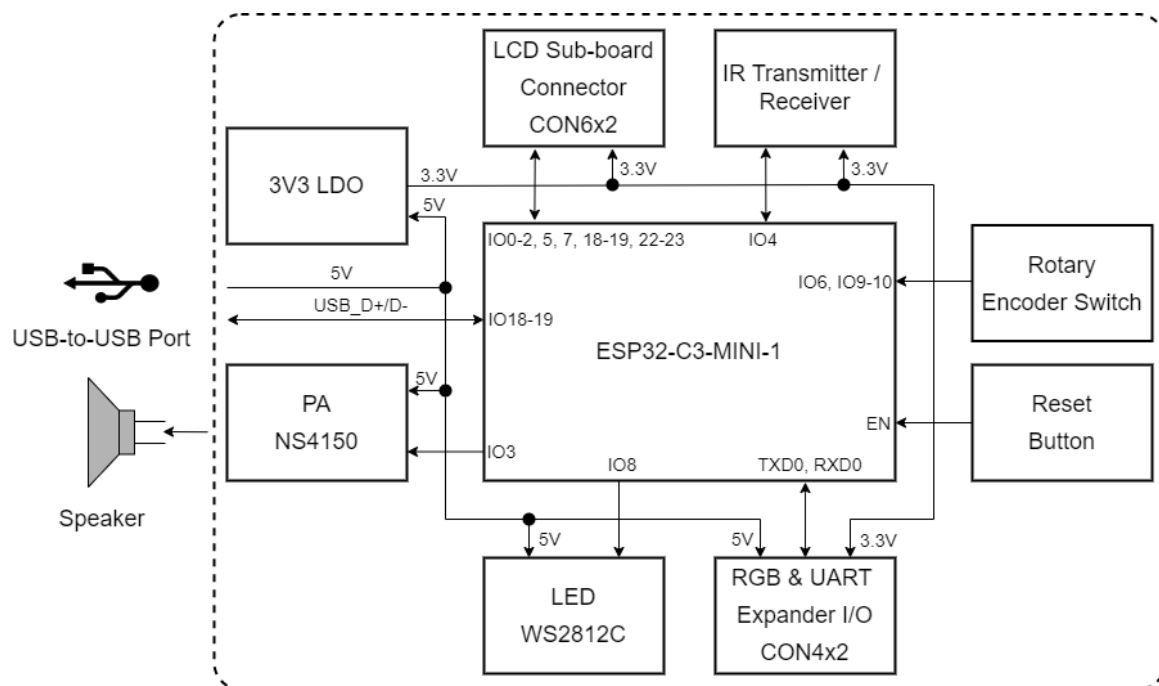 LCD Sub-board
Connector
CON6x2
IR Transmitter /
Receiver
3V3 LDO
3.3V
3.3V
3.3V
5V
IO0-2, 5, 7, 18-19, 22-23
IO4
5V
USB_D+/D-
USB-to-USB Port
IO18-19
IO6, IO9-10
Rotary
Encoder Switch
ESP32-C3-MINI-1
5V
PA
NS4150
IO3
EN
Reset
Button
IO8
TXD0, RXD0
Speaker
5V
5V
3.3V
LED
WS2812C
RGB & UART
Expander I/O
CON4x2